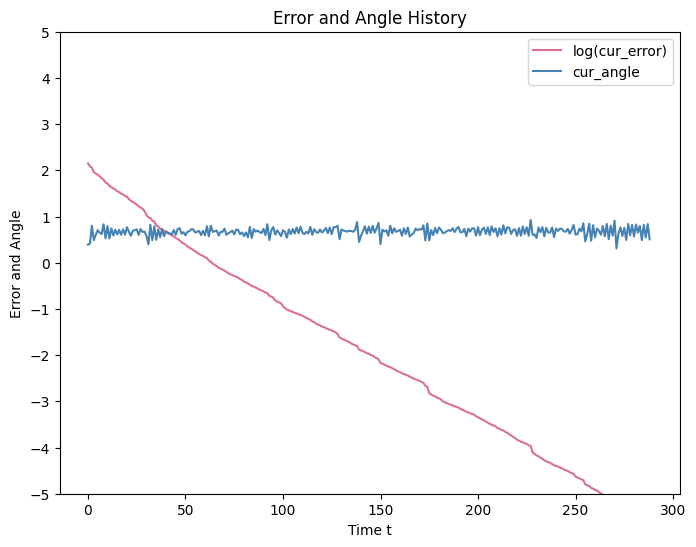 Error and Angle History
log(cur_error)
cur_angle
Error and Angle
5
4
3
2
1
0
−1
−2
−3
−4
−5
0 50 100 150 200 250 300
Time t